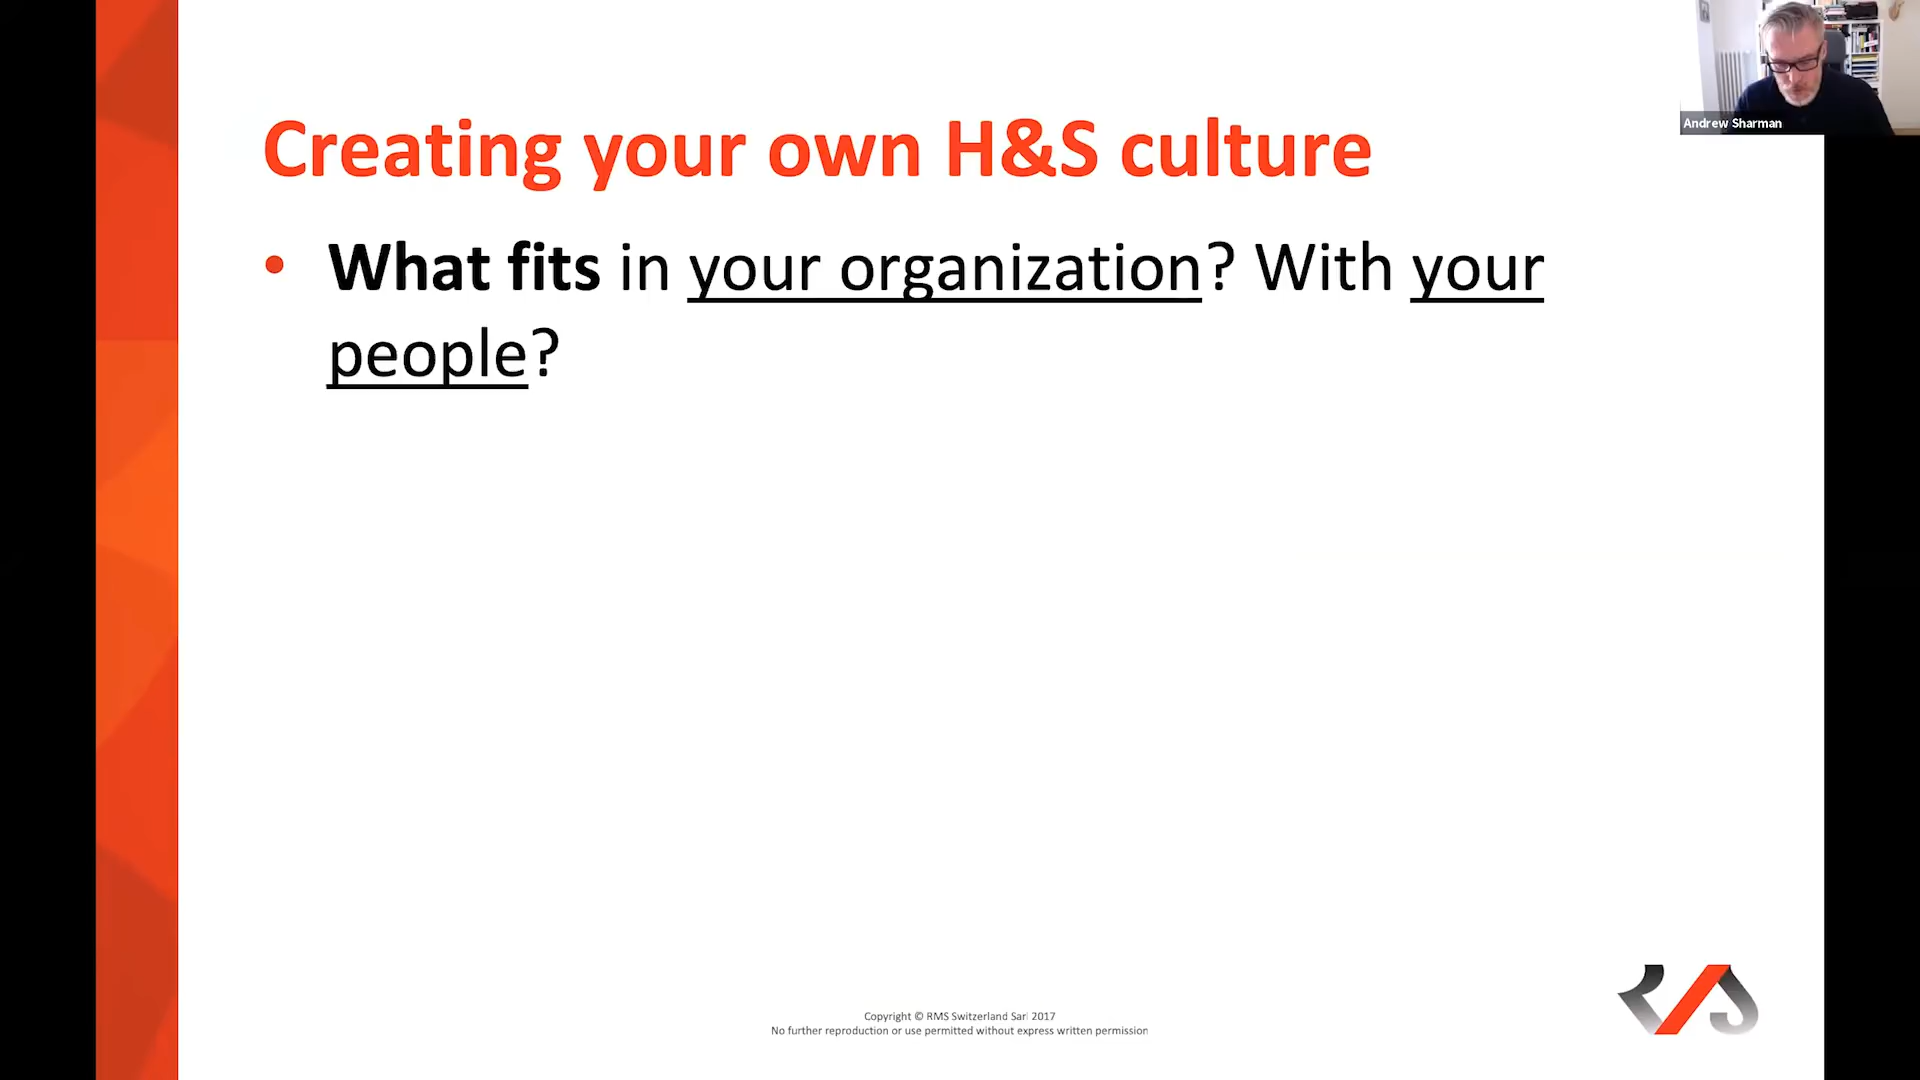 Andrew Sharman
Creating your own H&S culture
• What fits in your organization? With your
people?
Copyright © RMS Switzerland Sarl 2017
No further reproduction or use permitted without express written permission